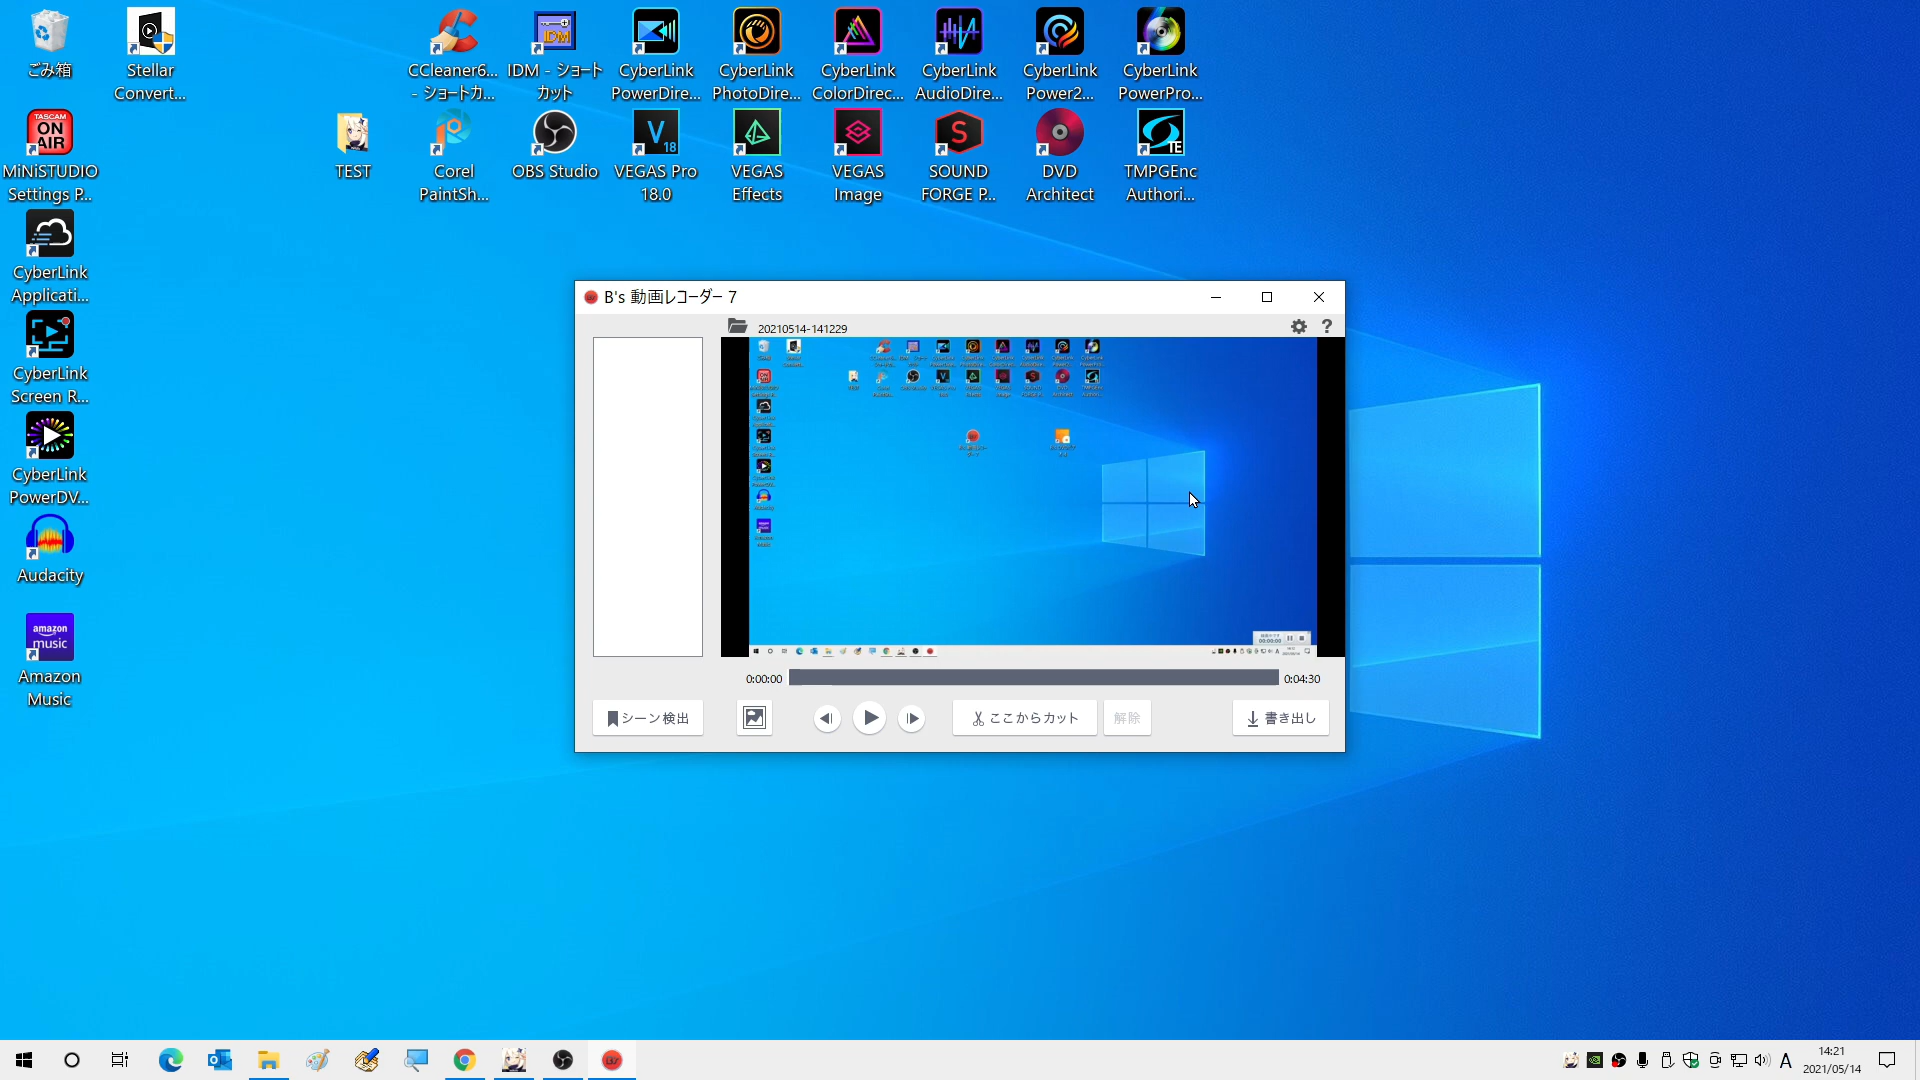 ごみ箱
Stellar
Convert...
CCleaner6...
- ショートカ...
IDM - ショート
カット
CyberLink
PowerDire...
CyberLink
PhotoDire...
CyberLink
ColorDirec...
CyberLink
AudioDire...
CyberLink
Power2...
CyberLink
PowerPro...
TASCAM
ON
AIR
MiNiSTUDIO
Settings P...
TEST
Corel
PaintSh...
OBS Studio
VEGAS Pro
18.0
VEGAS
Effects
VEGAS
Image
SOUND
FORGE P...
DVD
Architect
TMPGEnc
Authori...
CyberLink
Applicati...
CyberLink
Screen R...
CyberLink
PowerDV...
Audacity
amazon
music
Amazon
Music
B's 動画レコーダー 7
20210514-141229
0:00:00
0:04:30
シーン検出
ここからカット
解除
書き出し
A
14:21
2021/05/14